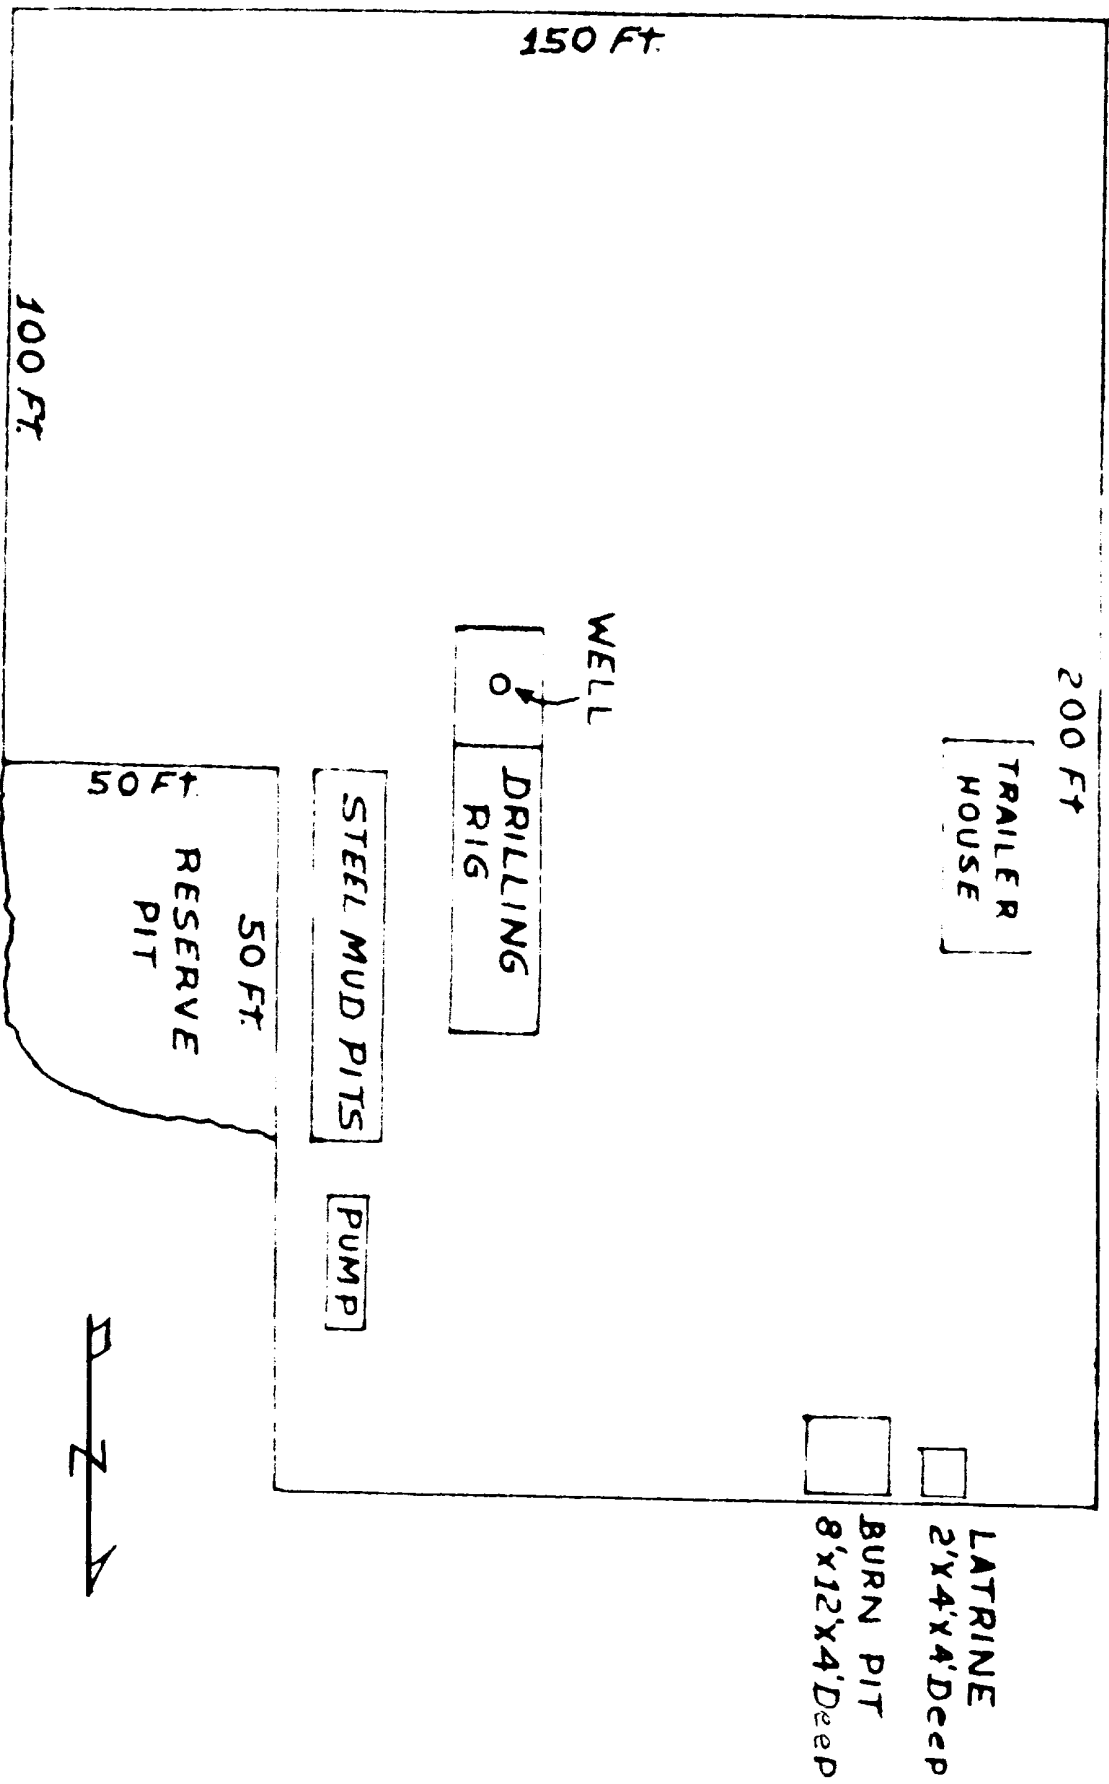 150 Ft.
200 Ft
TRAILER
HOUSE
WELL
DRILLING
RIG
STEEL MUD PITS
PUMP
50 Ft.
50 FT.
RESERVE
PIT
100 FT.
LATRINE
2'X4'X4'Deep
BURN PIT
8'x12'x4'Deep
N